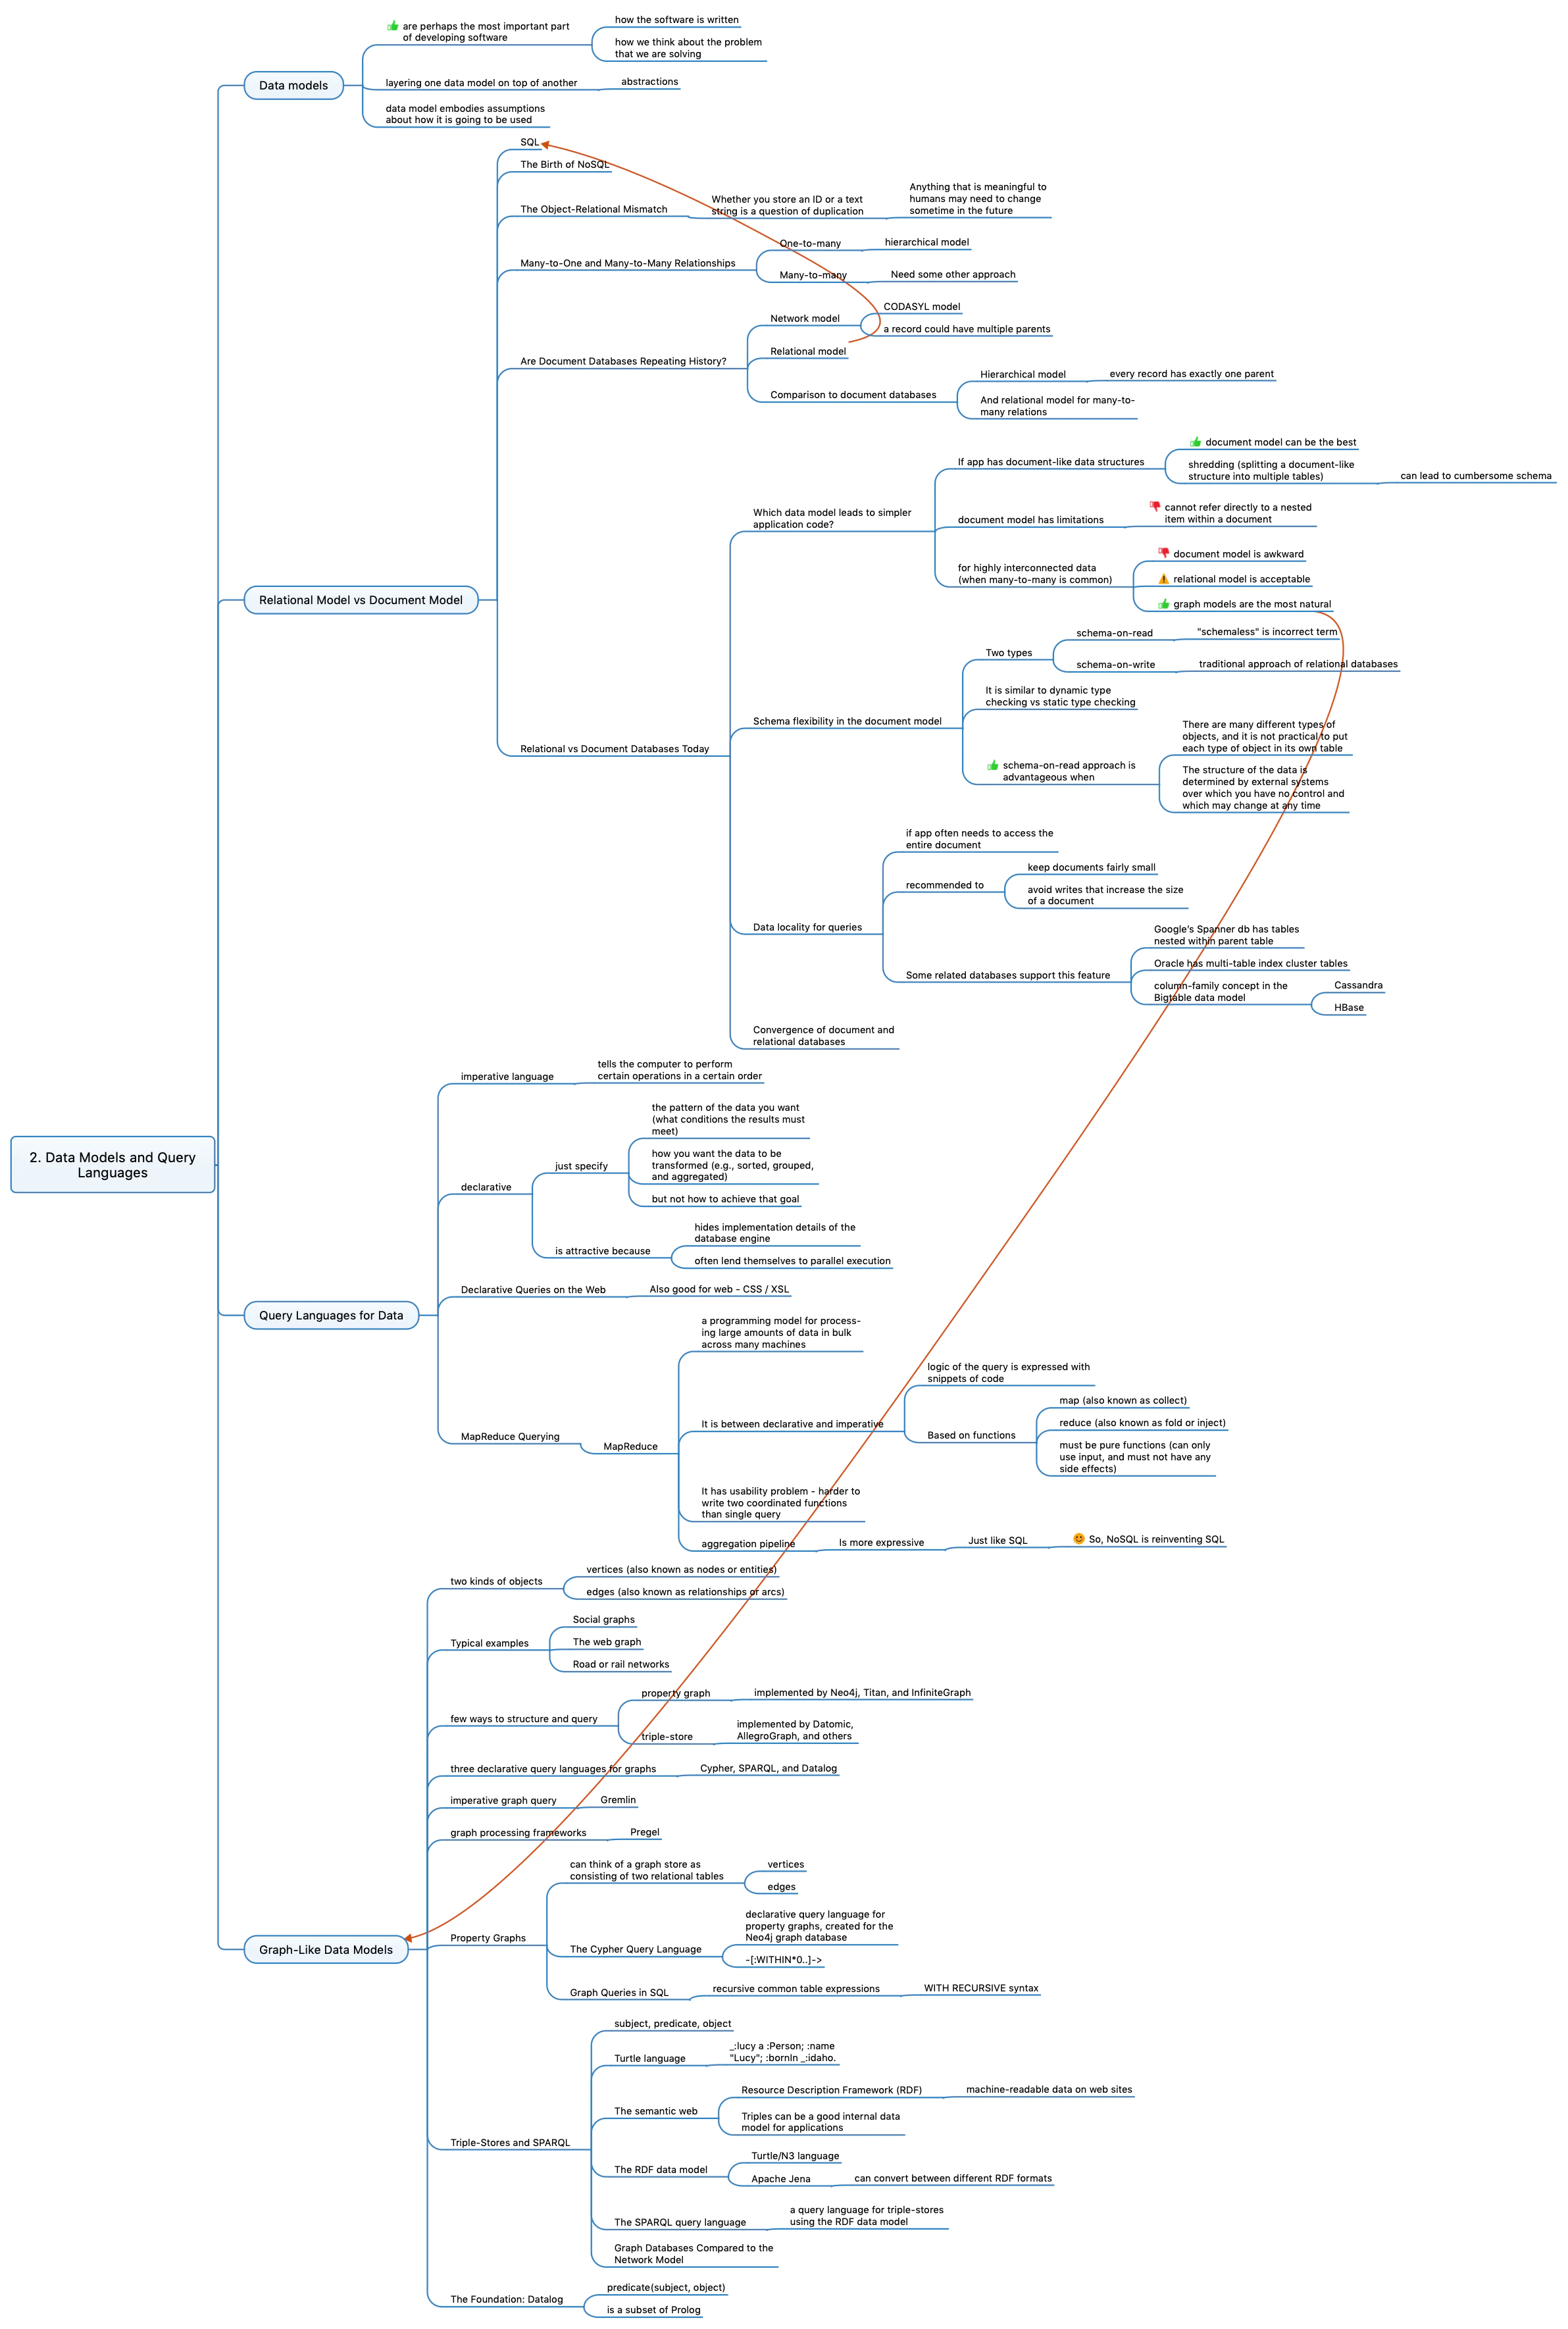 are perhaps the most important part
of developing software
how the software is written
how we think about the problem
that we are solving
Data models
layering one data model on top of another
abstractions
data model embodies assumptions
about how it is going to be used
SQL
The Birth of NoSQL
The Object-Relational Mismatch
Whether you store an ID or a text
string is a question of duplication
Anything that is meaningful to
humans may need to change
sometime in the future
Many-to-One and Many-to-Many Relationships
One-to-many
hierarchical model
Many-to-many
Need some other approach
Are Document Databases Repeating History?
Network model
CODASYL model
a record could have multiple parents
Relational model
Comparison to document databases
Hierarchical model
every record has exactly one parent
And relational model for many-to-
many relations
Relational Model vs Document Model
Relational vs Document Databases Today
Which data model leads to simpler
application code?
If app has document-like data structures
document model can be the best
shredding (splitting a document-like
structure into multiple tables)
can lead to cumbersome schema
document model has limitations
cannot refer directly to a nested
item within a document
for highly interconnected data
(when many-to-many is common)
document model is awkward
relational model is acceptable
graph models are the most natural
Schema flexibility in the document model
Two types
schema-on-read
"schemaless" is incorrect term
schema-on-write
traditional approach of relational databases
It is similar to dynamic type
checking vs static type checking
schema-on-read approach is
advantageous when
There are many different types of
objects, and it is not practical to put
each type of object in its own table
The structure of the data is
determined by external systems
over which you have no control and
which may change at any time
Data locality for queries
if app often needs to access the
entire document
recommended to
keep documents fairly small
avoid writes that increase the size
of a document
Some related databases support this feature
Google's Spanner db has tables
nested within parent table
Oracle has multi-table index cluster tables
column-family concept in the
Bigtable data model
Cassandra
HBase
Convergence of document and
relational databases
2. Data Models and Query
Languages
Query Languages for Data
imperative language
tells the computer to perform
certain operations in a certain order
declarative
just specify
the pattern of the data you want
(what conditions the results must
meet)
how you want the data to be
transformed (e.g., sorted, grouped,
and aggregated)
but not how to achieve that goal
is attractive because
hides implementation details of the
database engine
often lend themselves to parallel execution
Declarative Queries on the Web
Also good for web - CSS / XSL
MapReduce Querying
MapReduce
a programming model for process-
ing large amounts of data in bulk
across many machines
It is between declarative and imperative
logic of the query is expressed with
snippets of code
Based on functions
map (also known as collect)
reduce (also known as fold or inject)
must be pure functions (can only
use input, and must not have any
side effects)
It has usability problem - harder to
write two coordinated functions
than single query
aggregation pipeline
Is more expressive
Just like SQL
So, NoSQL is reinventing SQL
Graph-Like Data Models
two kinds of objects
vertices (also known as nodes or entities)
edges (also known as relationships or arcs)
Typical examples
Social graphs
The web graph
Road or rail networks
few ways to structure and query
property graph
implemented by Neo4j, Titan, and InfiniteGraph
triple-store
implemented by Datomic,
AllegroGraph, and others
three declarative query languages for graphs
Cypher, SPARQL, and Datalog
imperative graph query
Gremlin
graph processing frameworks
Pregel
Property Graphs
can think of a graph store as
consisting of two relational tables
vertices
edges
The Cypher Query Language
declarative query language for
property graphs, created for the
Neo4j graph database
-[:WITHIN*0..]->
Graph Queries in SQL
recursive common table expressions
WITH RECURSIVE syntax
Triple-Stores and SPARQL
subject, predicate, object
Turtle language
_:lucy a :Person; :name
"Lucy"; :bornIn _:idaho.
The semantic web
Resource Description Framework (RDF)
machine-readable data on web sites
Triples can be a good internal data
model for applications
The RDF data model
Turtle/N3 language
Apache Jena
can convert between different RDF formats
The SPARQL query language
a query language for triple-stores
using the RDF data model
Graph Databases Compared to the
Network Model
The Foundation: Datalog
predicate(subject, object)
is a subset of Prolog